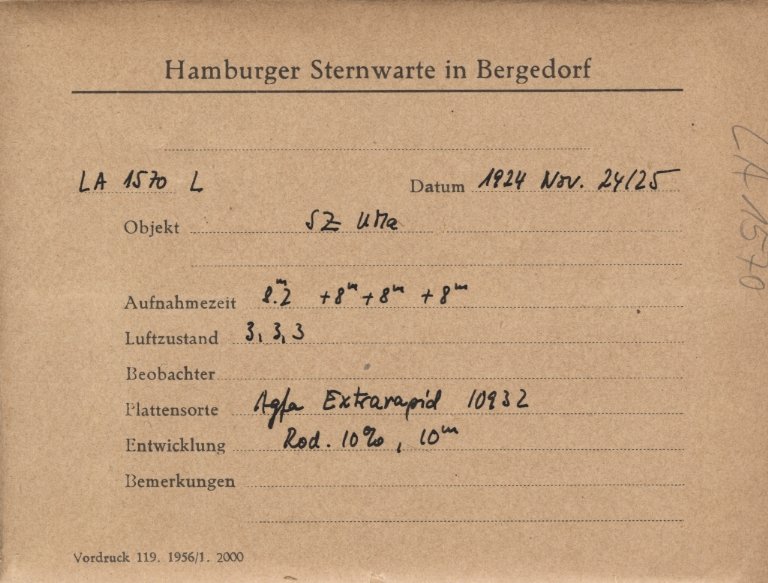 Hamburger Sternwarte in Bergedorf
LA 1570 L Datum 1924 Nov. 24/25
Objekt SZ UMa
Aufnahmezeit 8.ᵐ2 +8ᵐ +8ᵐ +8ᵐ
Luftzustand 3, 3, 3
Beobachter
Plattensorte Agfa Extrarapid 10932
Entwicklung Rod. 10%, 10ᵐ
Bemerkungen
Vordruck 119. 1956/1. 2000
LA 1570